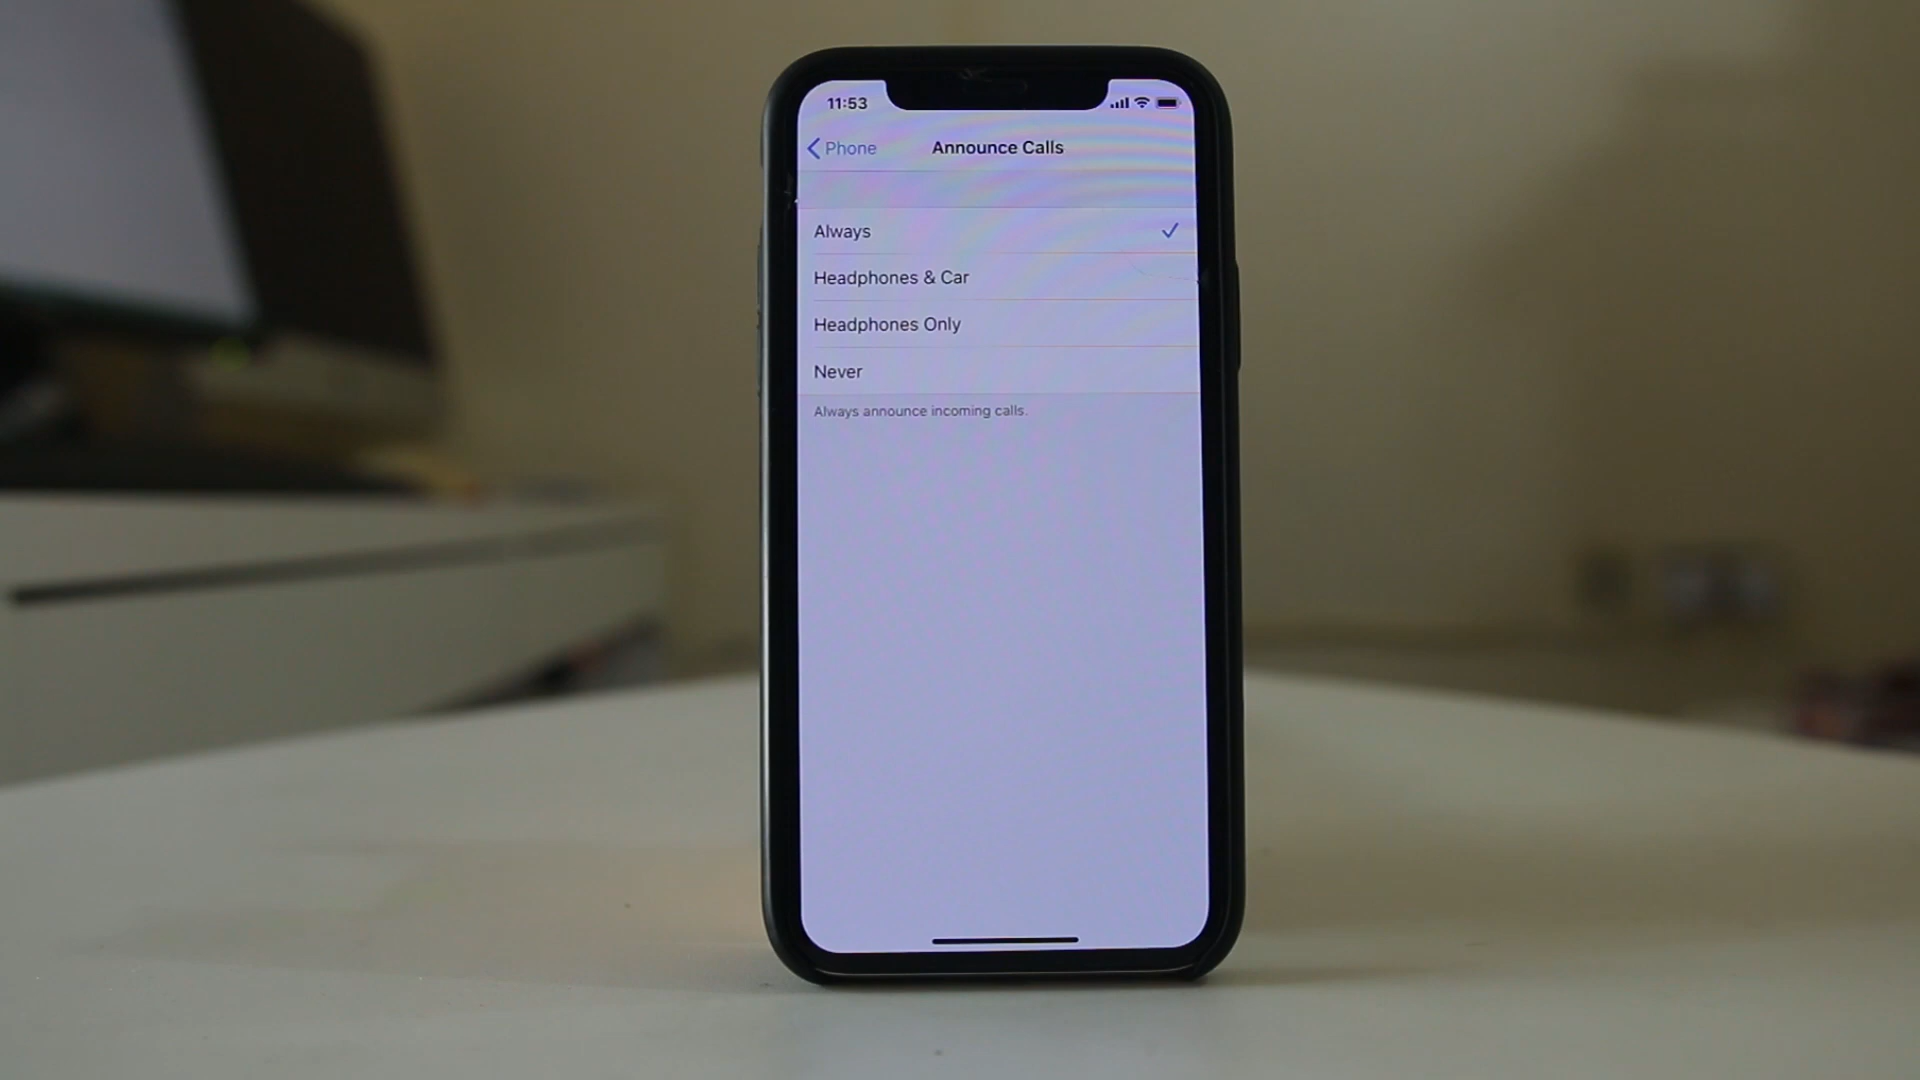 11:53
Phone
Announce Calls
Always
Headphones & Car
Headphones Only
Never
Always announce incoming calls.